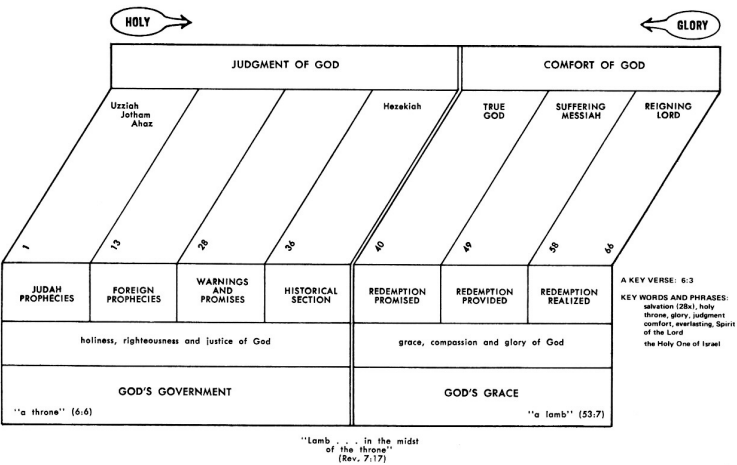 HOLY
GLORY
JUDGMENT OF GOD
COMFORT OF GOD
Uzziah
Jotham
Ahaz
Hezekiah
TRUE
GOD
SUFFERING
MESSIAH
REIGNING
LORD
1
13
28
36
40
49
58
66
JUDAH
PROPHECIES
FOREIGN
PROPHECIES
WARNINGS
AND
PROMISES
HISTORICAL
SECTION
REDEMPTION
PROMISED
REDEMPTION
PROVIDED
REDEMPTION
REALIZED
A KEY VERSE: 6:3
KEY WORDS AND PHRASES:
salvation (28x), holy
throne, glory, judgment
comfort, everlasting, Spirit
of the Lord
the Holy One of Israel
holiness, righteousness and justice of God
grace, compassion and glory of God
GOD'S GOVERNMENT
GOD'S GRACE
"a throne" (6:6)
"a lamb" (53:7)
"Lamb . . . in the midst
of the throne"
(Rev. 7:17)